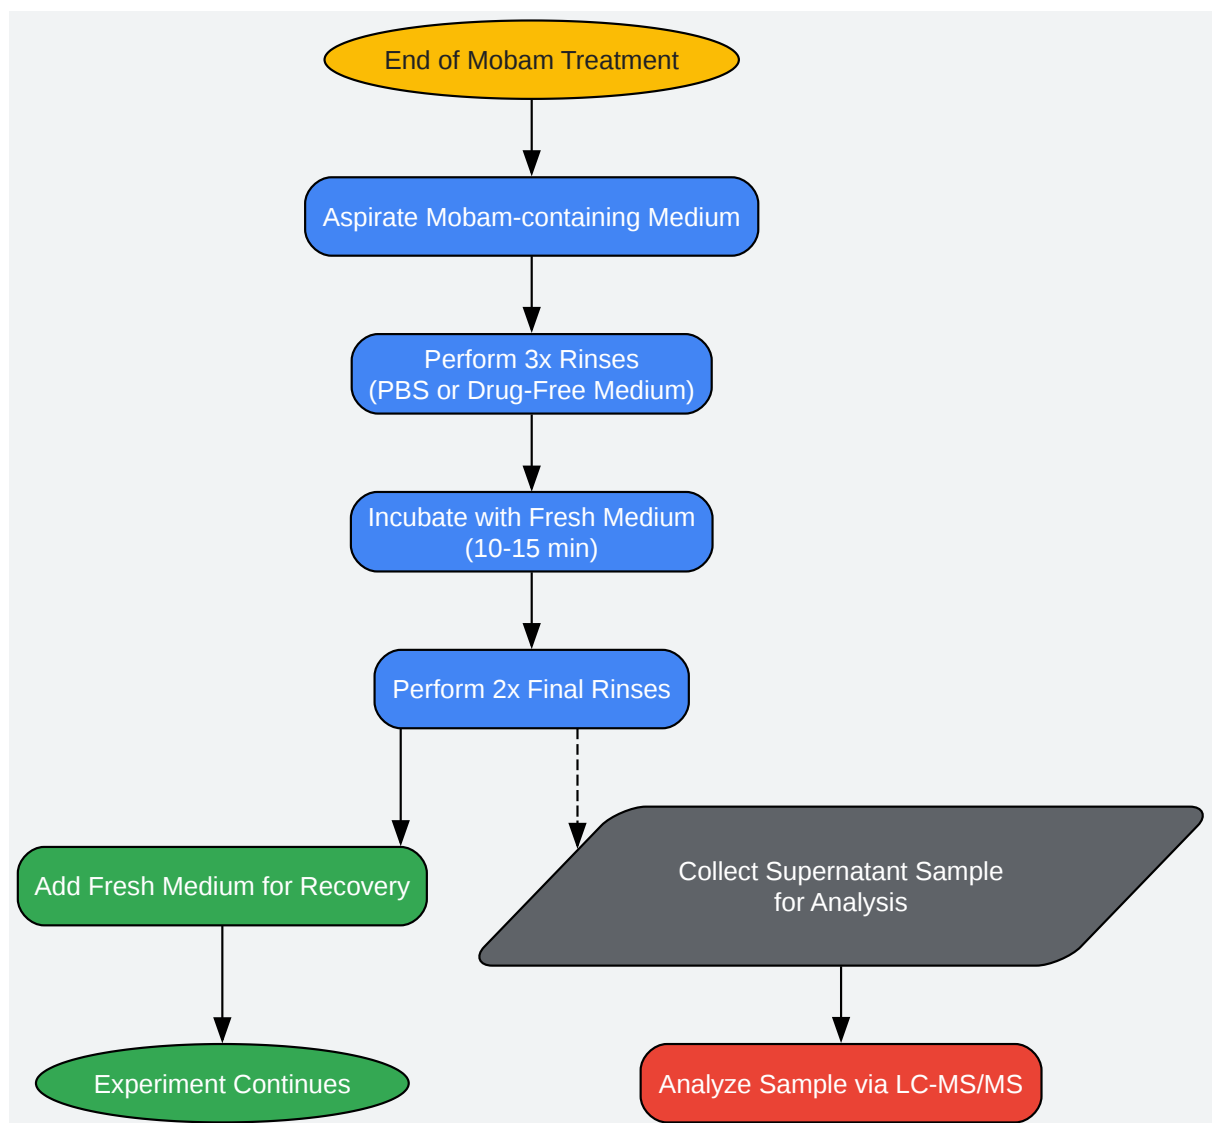 End of Mobam Treatment
Aspirate Mobam-containing Medium
Perform 3x Rinses
(PBS or Drug-Free Medium)
Incubate with Fresh Medium
(10-15 min)
Perform 2x Final Rinses
Add Fresh Medium for Recovery
Collect Supernatant Sample
for Analysis
Experiment Continues
Analyze Sample via LC-MS/MS